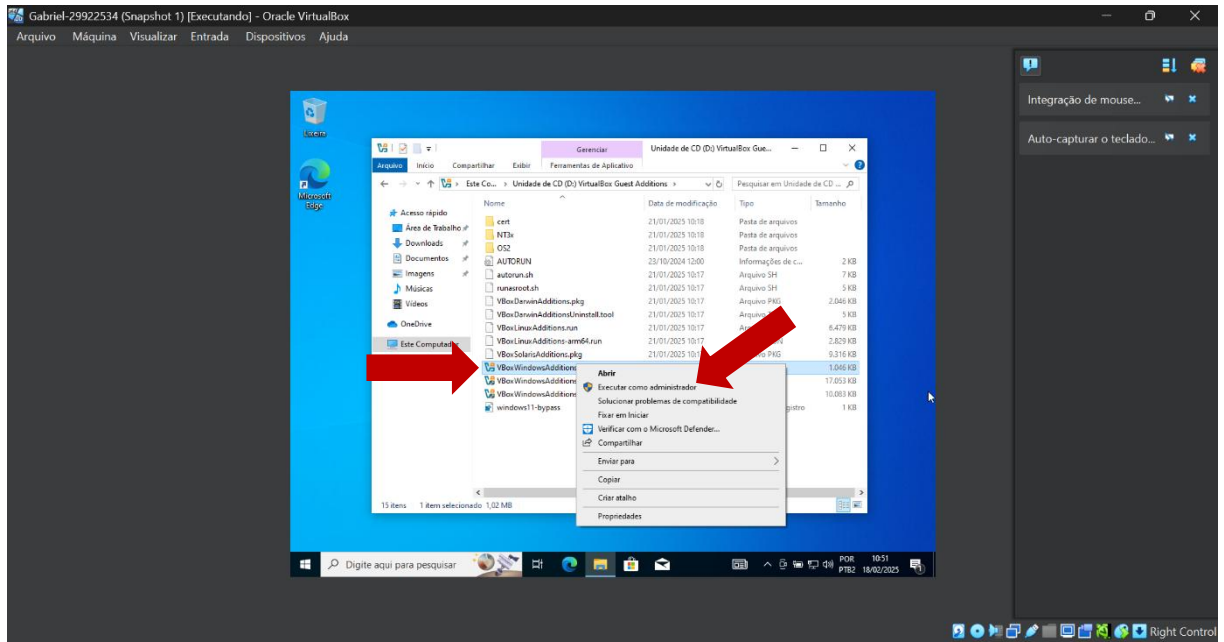 Gabriel-29922534 (Snapshot 1) [Executando] - Oracle VirtualBox
Arquivo Máquina Visualizar Entrada Dispositivos Ajuda
Integração de mouse...
Auto-capturar o teclado...
Lixeira
Microsoft
Edge
Gerenciar Unidade de CD (D:) VirtualBox Gue...
Arquivo Início Compartilhar Exibir Ferramentas de Aplicativo
Este Co... > Unidade de CD (D:) VirtualBox Guest Additions > Pesquisar em Unidade de CD ...
Acesso rápido
Área de Trabalho
Downloads
Documentos
Imagens
Músicas
Vídeos
OneDrive
Este Computador
Nome Data de modificação Tipo Tamanho
cert 21/01/2025 10:18 Pasta de arquivos
NT3x 21/01/2025 10:18 Pasta de arquivos
OS2 21/01/2025 10:18 Pasta de arquivos
AUTORUN 23/10/2024 12:00 Informações de c... 2 KB
autorun.sh 21/01/2025 10:17 Arquivo SH 7 KB
runasroot.sh 21/01/2025 10:17 Arquivo SH 5 KB
VBoxDarwinAdditions.pkg 21/01/2025 10:17 Arquivo PKG 2.046 KB
VBoxDarwinAdditionsUninstall.tool 21/01/2025 10:17 Arquivo 5 KB
VBoxLinuxAdditions.run 21/01/2025 10:17 6.479 KB
VBoxLinuxAdditions-arm64.run 21/01/2025 10:17 2.829 KB
VBoxSolarisAdditions.pkg 21/01/2025 PKG 9.316 KB
VBoxWindowsAdditions 1.046 KB
VBoxWindowsAddition 17.053 KB
VBoxWindowsAddition 10.083 KB
windows11-bypass 1 KB
Abrir
Executar como administrador
Solucionar problemas de compatibilidade
Fixar em Iniciar
Verificar com o Microsoft Defender...
Compartilhar
Enviar para
Copiar
Criar atalho
Propriedades
15 itens 1 item selecionado 1,02 MB
Digite aqui para pesquisar
POR 10:51
PTB2 18/02/2025
Right Control